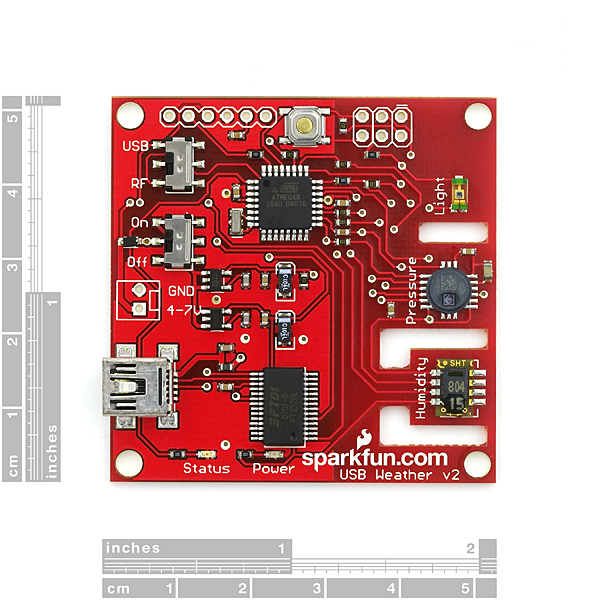 USB
RF
On
Off
GND
4-7V
ATMEGA8
Light
Pressure
SHT
804
15
Humidity
FTDI
Status
Power
sparkfun.com
USB Weather v2
5
4
3
2
1
cm
1
inches
inches
1
2
cm
1
2
3
4
5